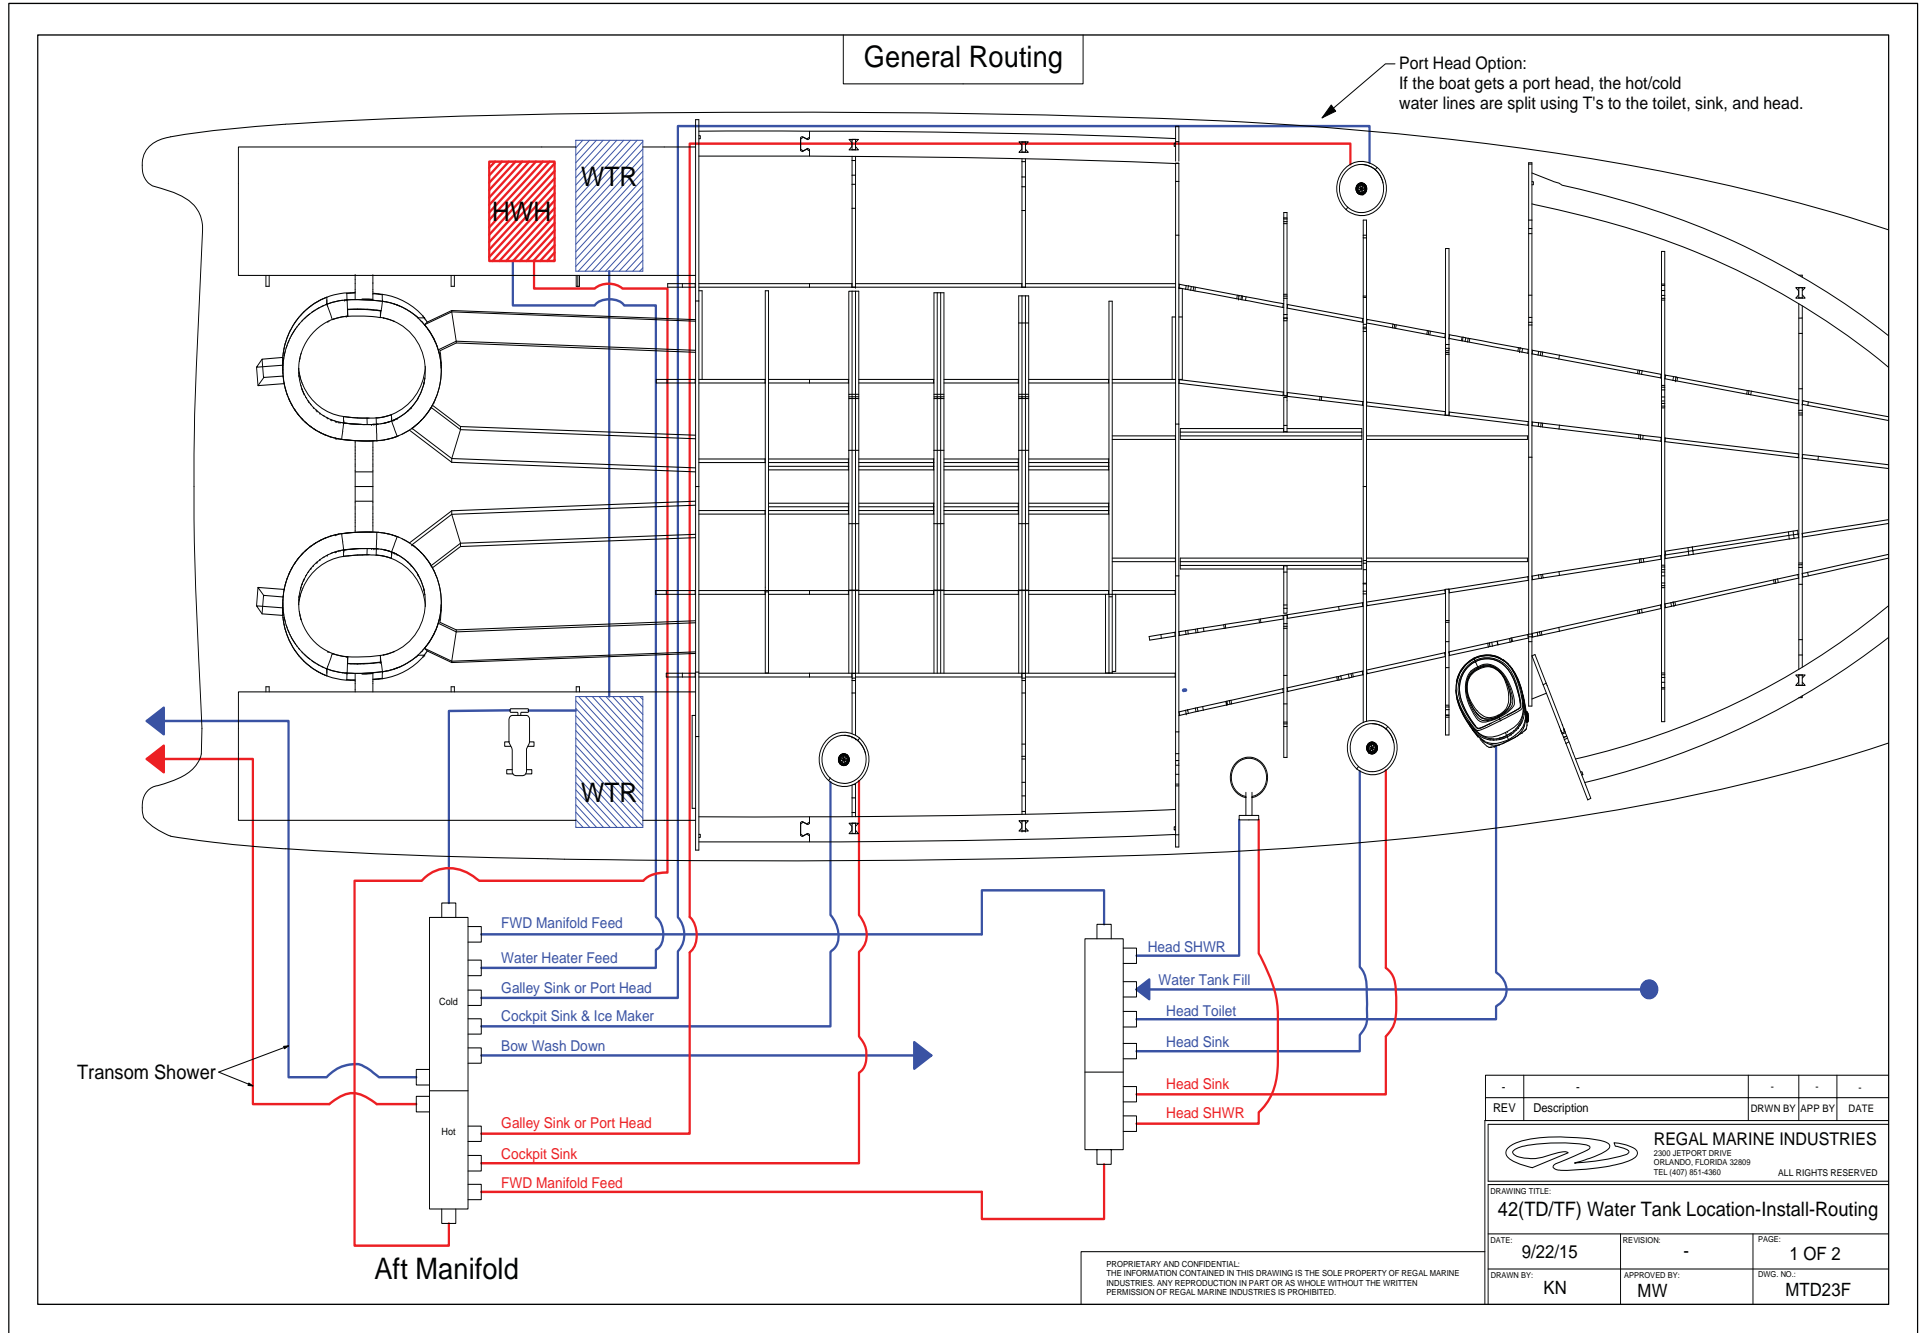 General Routing
Port Head Option:
If the boat gets a port head, the hot/cold
water lines are split using T's to the toilet, sink, and head.
WTR
HWH
WTR
FWD Manifold Feed
Water Heater Feed
Galley Sink or Port Head
Cold
Cockpit Sink & Ice Maker
Bow Wash Down
Transom Shower
Galley Sink or Port Head
Hot
Cockpit Sink
FWD Manifold Feed
Aft Manifold
Head SHWR
Water Tank Fill
Head Toilet
Head Sink
Head Sink
Head SHWR
- - - - -
REV Description DRWN BY APP BY DATE
REGAL MARINE INDUSTRIES
2300 JETPORT DRIVE
ORLANDO, FLORIDA 32809
TEL (407) 851-4360 ALL RIGHTS RESERVED
DRAWING TITLE:
42(TD/TF) Water Tank Location-Install-Routing
DATE: REVISION: PAGE:
9/22/15 - 1 OF 2
DRAWN BY: APPROVED BY: DWG. NO.:
KN MW MTD23F
PROPRIETARY AND CONFIDENTIAL:
THE INFORMATION CONTAINED IN THIS DRAWING IS THE SOLE PROPERTY OF REGAL MARINE
INDUSTRIES. ANY REPRODUCTION IN PART OR AS WHOLE WITHOUT THE WRITTEN
PERMISSION OF REGAL MARINE INDUSTRIES IS PROHIBITED.